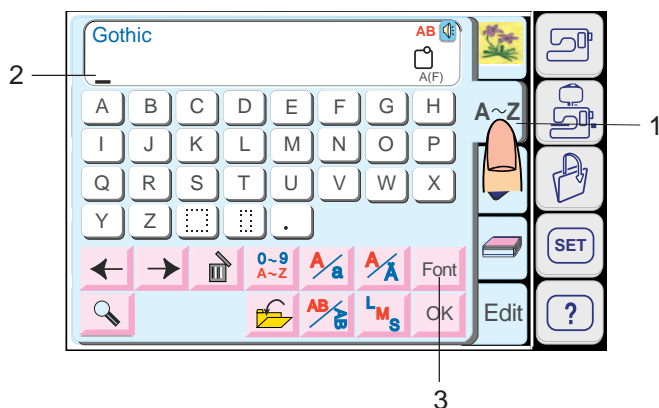 Gothic AB
A(F)
2
A B C D E F G H
A~Z
1
I J K L M N O P
Q R S T U V W X
Y Z .
SET
0~9
A~Z
A/a A/Ã Font
AB/AB L M S OK Edit ?
3